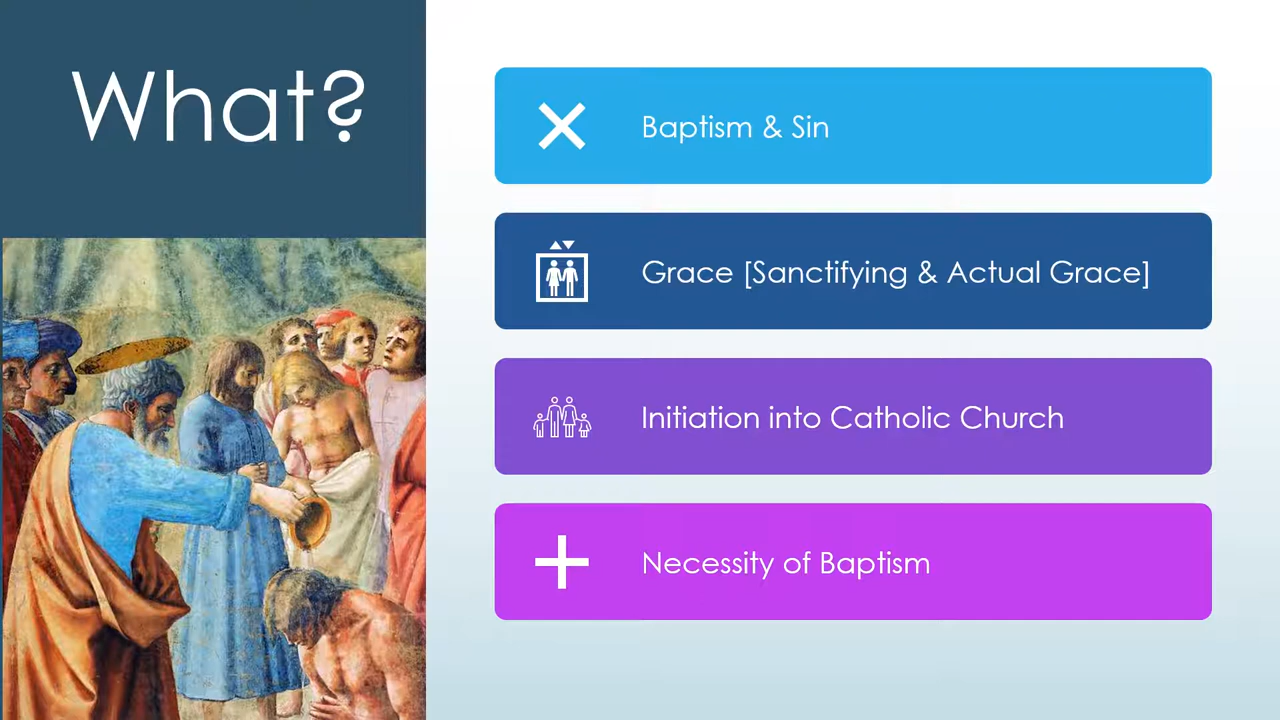 What?
Baptism & Sin
Grace [Sanctifying & Actual Grace]
Initiation into Catholic Church
Necessity of Baptism